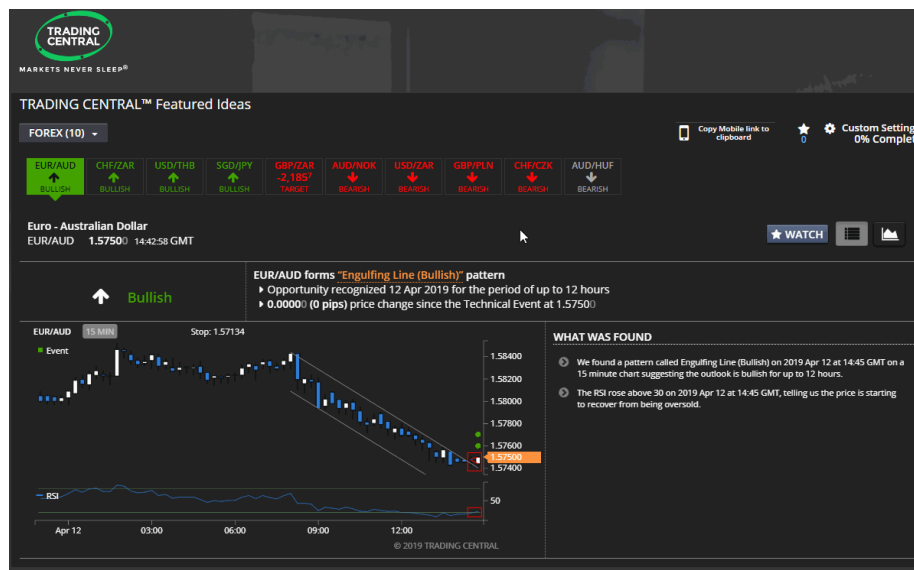 TRADING
CENTRAL
MARKETS NEVER SLEEP®
TRADING CENTRAL™ Featured Ideas
FOREX (10)
Copy Mobile link to
clipboard
0
Custom Setting
0% Complet
EUR/AUD CHF/ZAR USD/THB SGD/JPY GBP/ZAR AUD/NOK USD/ZAR GBP/PLN CHF/CZK AUD/HUF
-2,185⁷
BULLISH BULLISH BULLISH BULLISH TARGET BEARISH BEARISH BEARISH BEARISH BEARISH
Euro - Australian Dollar
EUR/AUD 1.57500 14:42:58 GMT
WATCH
EUR/AUD forms “Engulfing Line (Bullish)” pattern
Bullish
Opportunity recognized 12 Apr 2019 for the period of up to 12 hours
0.00000 (0 pips) price change since the Technical Event at 1.57500
EUR/AUD 15 MIN Stop: 1.57134
Event
1.58400
1.58200
1.58000
1.57800
1.57600
1.57500
1.57400
RSI
50
Apr 12 03:00 06:00 09:00 12:00
© 2019 TRADING CENTRAL
WHAT WAS FOUND
We found a pattern called Engulfing Line (Bullish) on 2019 Apr 12 at 14:45 GMT on a
15 minute chart suggesting the outlook is bullish for up to 12 hours.
The RSI rose above 30 on 2019 Apr 12 at 14:45 GMT, telling us the price is starting
to recover from being oversold.